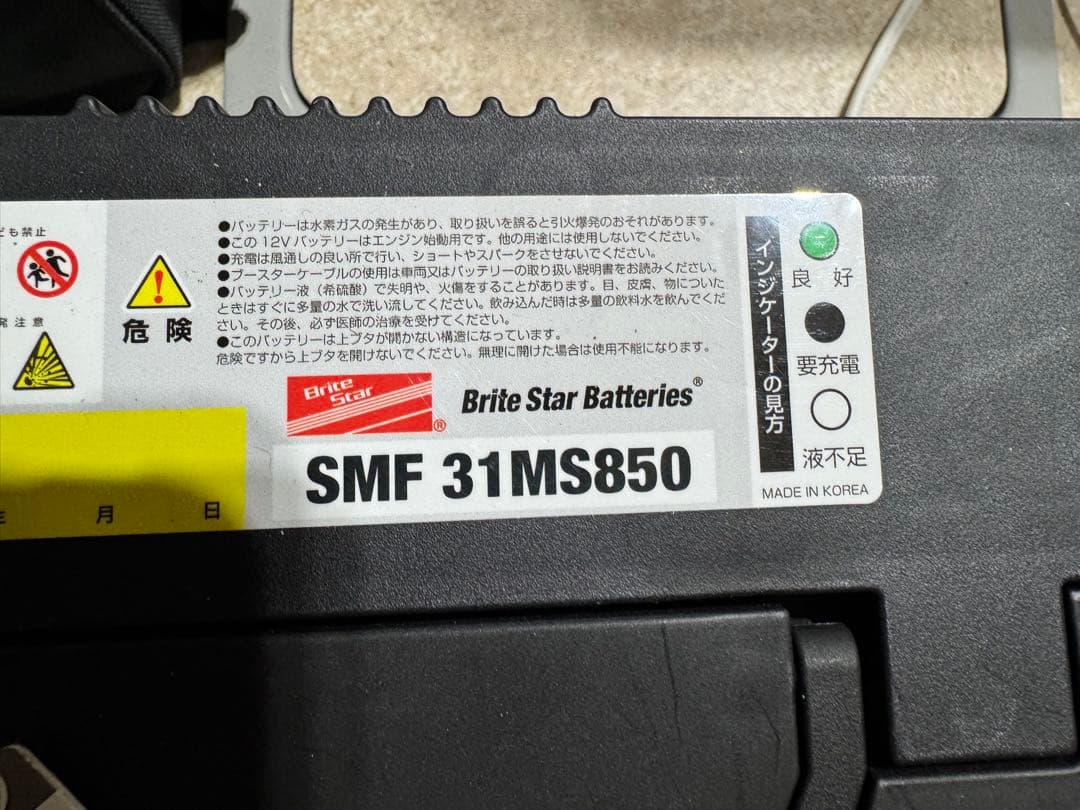 ども禁止
発注意
危険
●バッテリーは水素ガスの発生があり、取り扱いを誤ると引火爆発のおそれがあります。
●この12Vバッテリーはエンジン始動用です。他の用途には使用しないでください。
●充電は風通しの良い所で行い、ショートやスパークをさせないでください。
●ブースターケーブルの使用は車両又はバッテリーの取り扱い説明書をお読みください。
●バッテリー液（希硫酸）で失明や、火傷をすることがあります。目、皮膚、物についた
ときはすぐに多量の水で洗い流してください。飲み込んだ時は多量の飲料水を飲んでくだ
さい。その後、必ず医師の治療を受けてください。
●このバッテリーは上ブタが開かない構造になっています。
危険ですから上ブタを開けないでください。無理に開けた場合は使用不能になります。
Brite
Star
®
Brite Star Batteries®
SMF 31MS850
月 日
インジケーターの見方
良 好
要充電
液不足
MADE IN KOREA